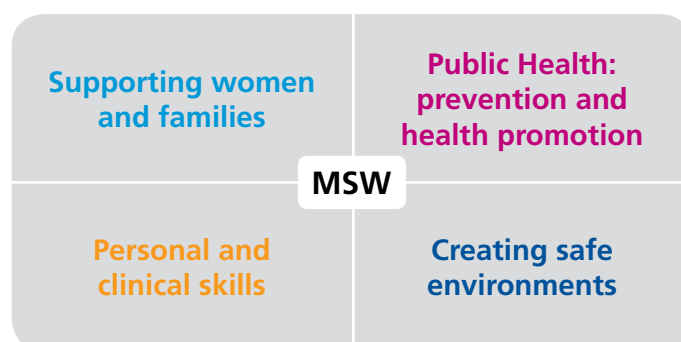 Supporting women
and families
Public Health:
prevention and
health promotion
MSW
Personal and
clinical skills
Creating safe
environments